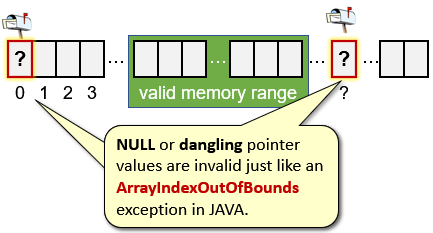 ? ... ... ... ? ...
valid memory range
0 1 2 3 ?
NULL or dangling pointer
values are invalid just like an
ArrayIndexOutOfBounds
exception in JAVA.